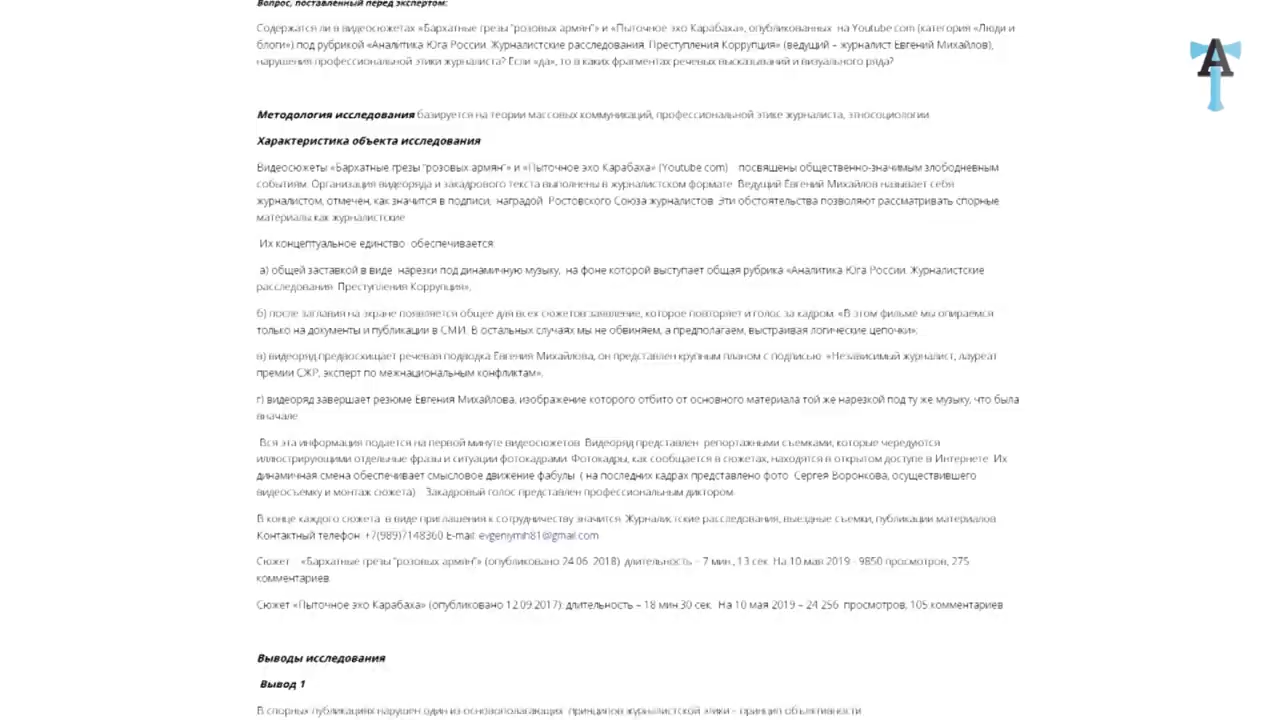 Вопрос, поставленный перед экспертом:
Содержатся ли в видеосюжетах «Бархатные грезы "розовых армян"» и «Пыточное эхо Карабаха», опубликованных на Youtube.com (категория «Люди и
блоги») под рубрикой «Аналитика Юга России. Журналистские расследования. Преступления Коррупция» (ведущий – журналист Евгений Михайлов),
нарушения профессиональной этики журналиста? Если «да», то в каких фрагментах речевых высказываний и визуального ряда?
Методология исследования базируется на теории массовых коммуникаций, профессиональной этике журналиста, этносоциологии.
Характеристика объекта исследования
Видеосюжеты «Бархатные грезы "розовых армян"» и «Пыточное эхо Карабаха» (Youtube.com) посвящены общественно-значимым злободневным
событиям. Организация видеоряда и закадрового текста выполнены в журналистском формате. Ведущий Евгений Михайлов называет себя
журналистом, отмечен, как значится в подписи, наградой Ростовского Союза журналистов. Эти обстоятельства позволяют рассматривать спорные
материалы как журналистские.
Их концептуальное единство обеспечивается
а) общей заставкой в виде нарезки под динамичную музыку, на фоне которой выступает общая рубрика «Аналитика Юга России. Журналистские
расследования. Преступления Коррупция»,
б) после заглавия на экране появляется общее для всех сюжетов заявление, которое повторяет и голос за кадром: «В этом фильме мы опираемся
только на документы и публикации в СМИ. В остальных случаях мы не обвиняем, а предполагаем, выстраивая логические цепочки»;
в) видеоряд предвосхищает речевая подводка Евгения Михайлова, он представлен крупным планом с подписью: «Независимый журналист, лауреат
премии СЖР, эксперт по межнациональным конфликтам».
г) видеоряд завершает резюме Евгения Михайлова, изображение которого отбито от основного материала той же нарезкой под ту же музыку, что была
вначале.
Вся эта информация подается на первой минуте видеосюжетов. Видеоряд представлен репортажными съемками, которые чередуются
иллюстрирующими отдельные фразы и ситуации фотокадрами. Фотокадры, как сообщается в сюжетах, находятся в открытом доступе в Интернете. Их
динамичная смена обеспечивает смысловое движение фабулы. ( на последних кадрах представлено фото Сергея Воронкова, осуществившего
видеосъемку и монтаж сюжета) Закадровый голос представлен профессиональным диктором.
В конце каждого сюжета в виде приглашения к сотрудничеству значится: Журналистские расследования, выездные съемки, публикации материалов.
Контактный телефон: +7(989)7148360 E-mail: evgeniymih81@gmail.com
Сюжет «Бархатные грезы "розовых армян"» (опубликовано 24.06. 2018): длительность – 7 мин., 13 сек. На 10 мая 2019 - 9850 просмотров, 275
комментариев.
Сюжет «Пыточное эхо Карабаха» (опубликовано 12.09.2017): длительность – 18 мин.30 сек. На 10 мая 2019 – 24 256 просмотров, 105 комментариев
Выводы исследования
Вывод 1
В спорных публикациях нарушен один из основополагающих принципов журналистской этики – принцип объективности